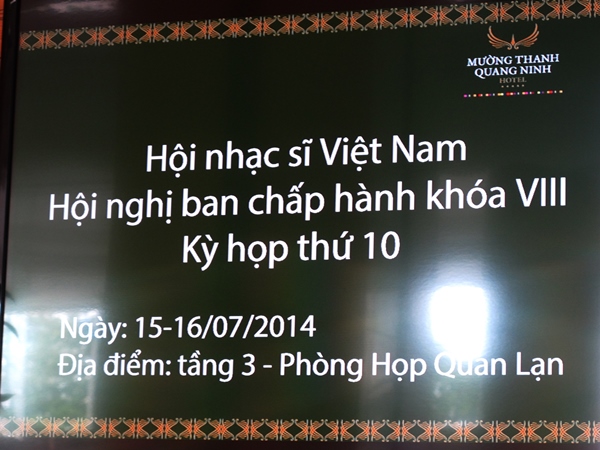 MƯỜNG THANH
QUANG NINH
HOTEL
Hội nhạc sĩ Việt Nam
Hội nghị ban chấp hành khóa VIII
Kỳ họp thứ 10
Ngày: 15-16/07/2014
Địa điểm: tầng 3 - Phòng Họp Quan Lạn